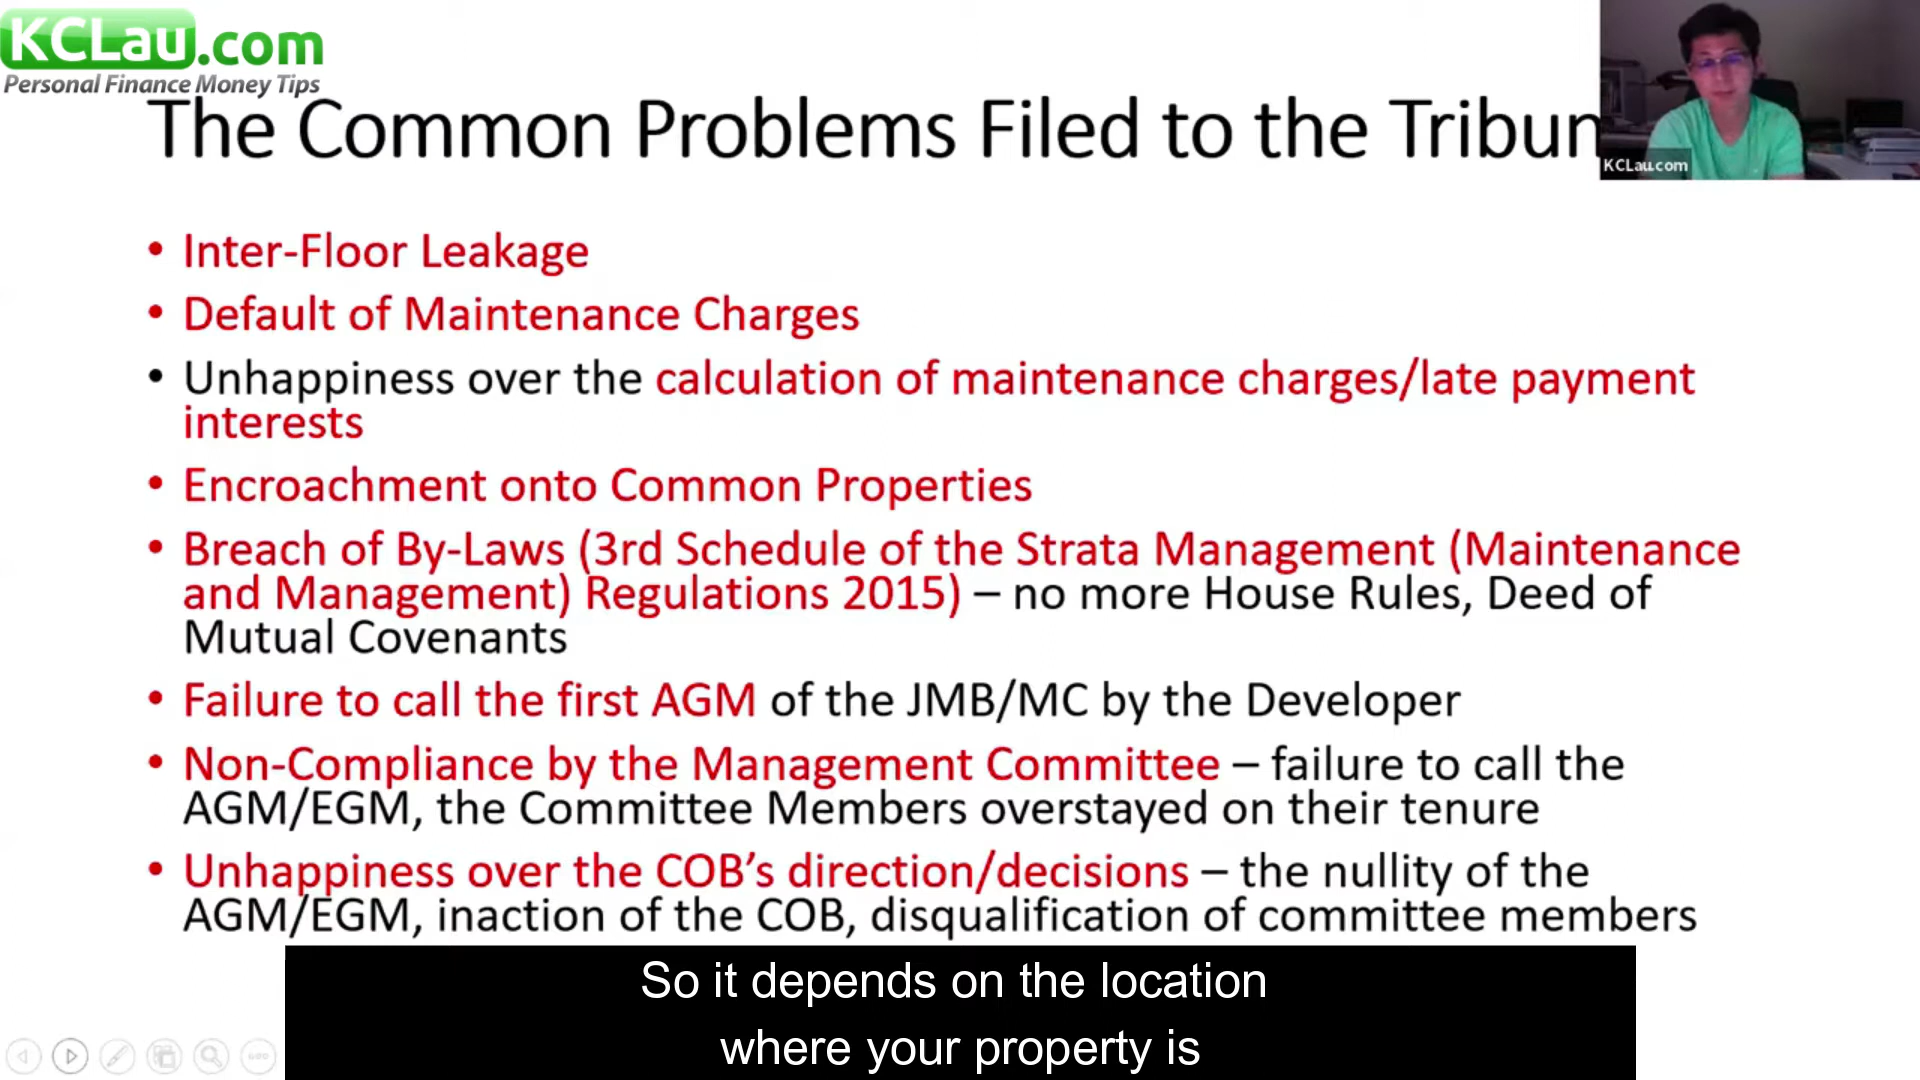 KCLau.com
Personal Finance Money Tips
The Common Problems Filed to the Tribun
KCLau.com
• Inter-Floor Leakage
• Default of Maintenance Charges
• Unhappiness over the calculation of maintenance charges/late payment
interests
• Encroachment onto Common Properties
• Breach of By-Laws (3rd Schedule of the Strata Management (Maintenance
and Management) Regulations 2015) – no more House Rules, Deed of
Mutual Covenants
• Failure to call the first AGM of the JMB/MC by the Developer
• Non-Compliance by the Management Committee – failure to call the
AGM/EGM, the Committee Members overstayed on their tenure
• Unhappiness over the COB’s direction/decisions – the nullity of the
AGM/EGM, inaction of the COB, disqualification of committee members
So it depends on the location
where your property is